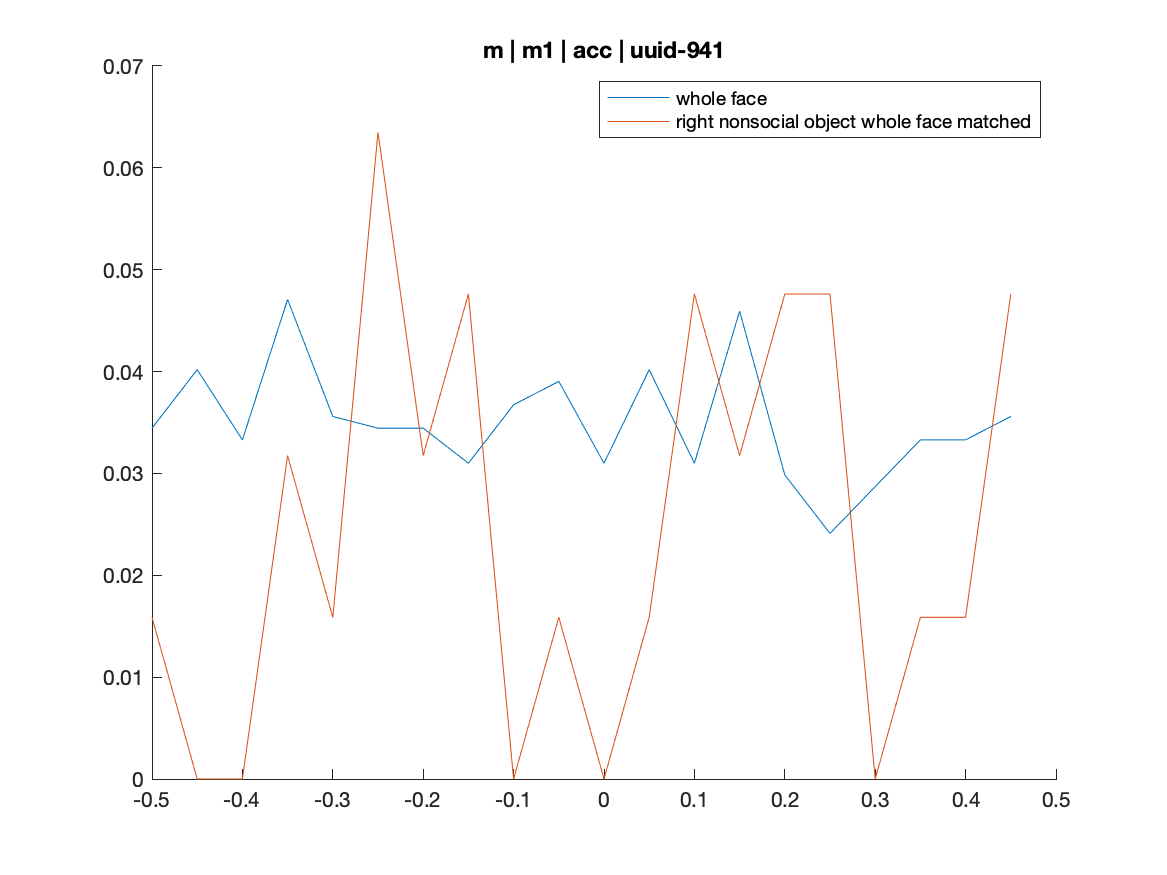 m | m1 | acc | uuid-941
whole face
right nonsocial object whole face matched
0.07
0.06
0.05
0.04
0.03
0.02
0.01
0
-0.5 -0.4 -0.3 -0.2 -0.1 0 0.1 0.2 0.3 0.4 0.5